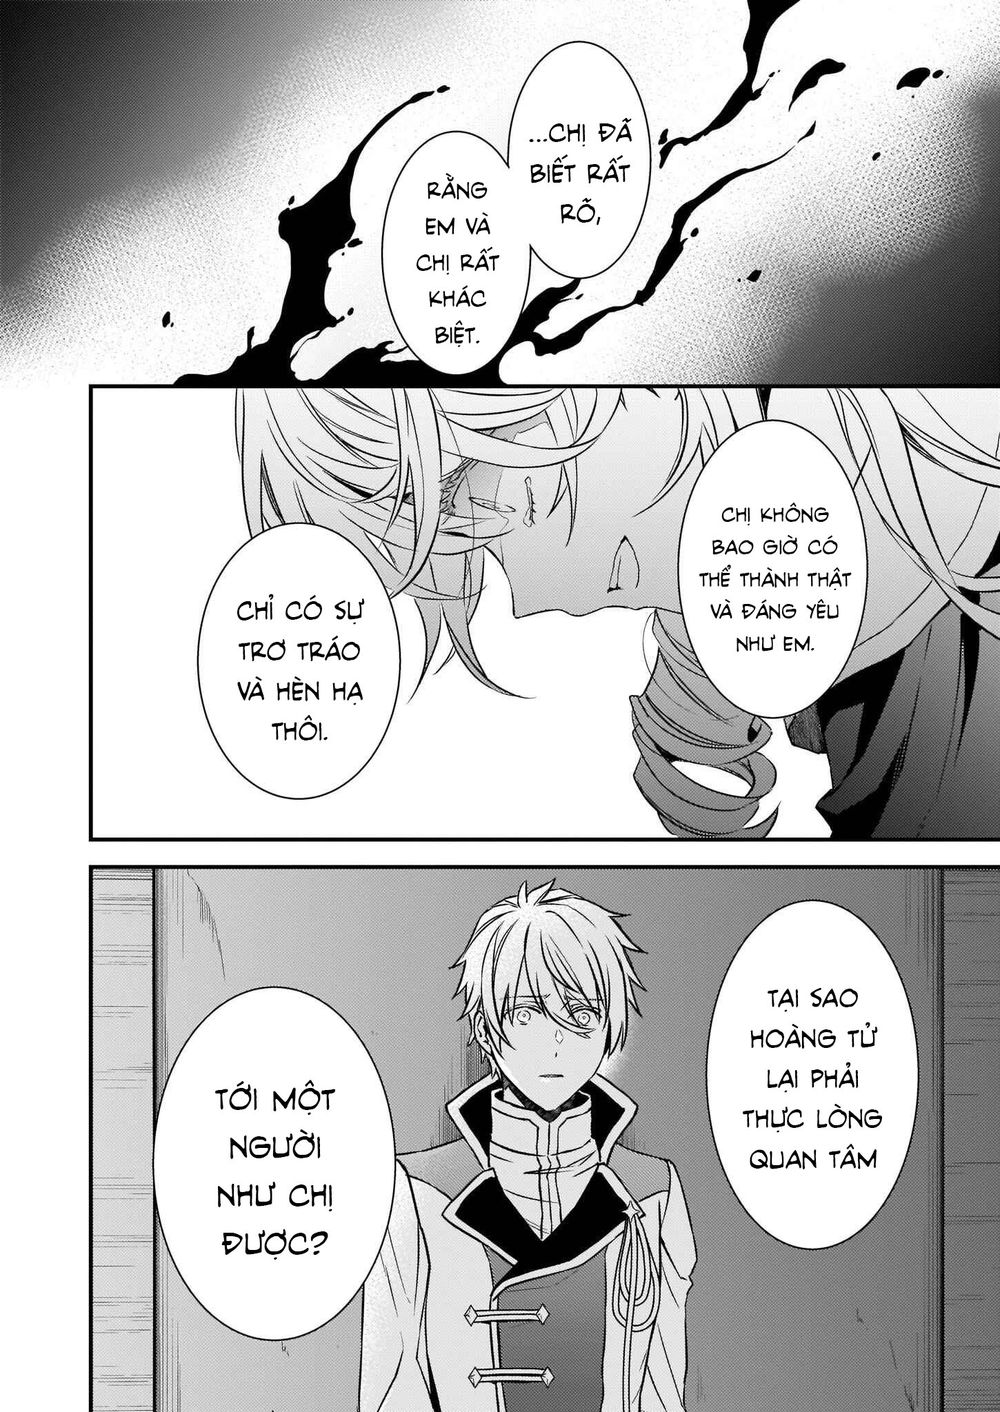 ...CHỊ ĐÃ
BIẾT RẤT
RÕ,
RẰNG
EM VÀ
CHỊ RẤT
KHÁC
BIỆT.
CHỊ KHÔNG
BAO GIỜ CÓ
THỂ THÀNH THẬT
VÀ ĐÁNG YÊU
NHƯ EM.
CHỈ CÓ SỰ
TRƠ TRÁO
VÀ HÈN HẠ
THÔI.
TẠI SAO
HOÀNG TỬ
LẠI PHẢI
THỰC LÒNG
QUAN TÂM
TỚI MỘT
NGƯỜI
NHƯ CHỊ
ĐƯỢC?